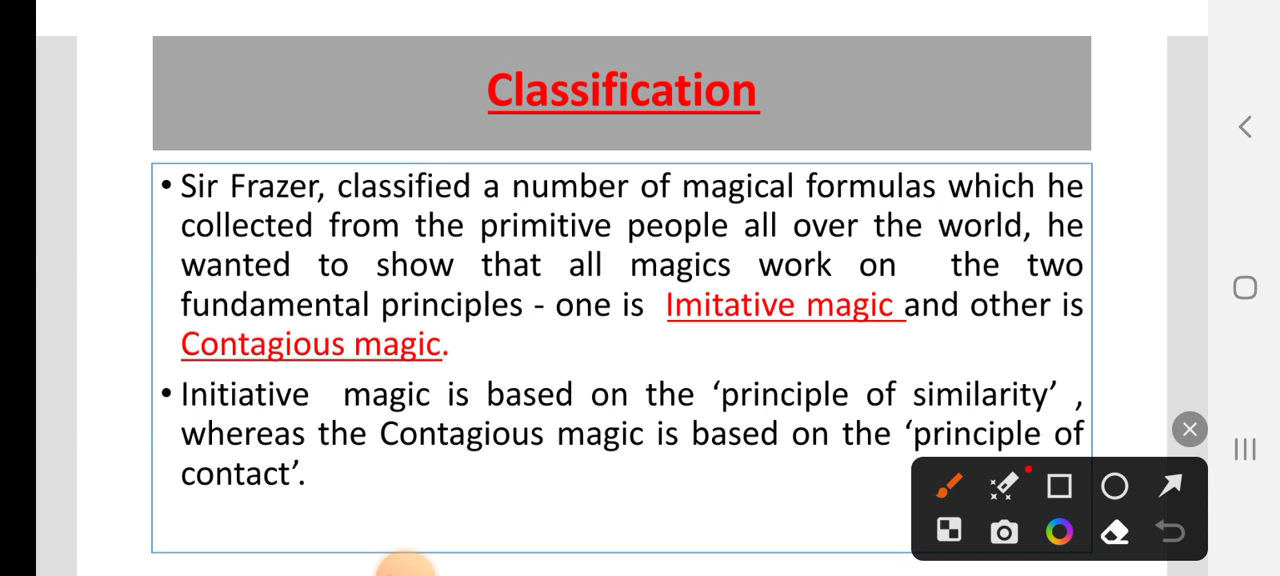 Classification
• Sir Frazer, classified a number of magical formulas which he
collected from the primitive people all over the world, he
wanted to show that all magics work on the two
fundamental principles - one is Imitative magic and other is
Contagious magic.
• Initiative magic is based on the ‘principle of similarity’ ,
whereas the Contagious magic is based on the ‘principle of
contact’.